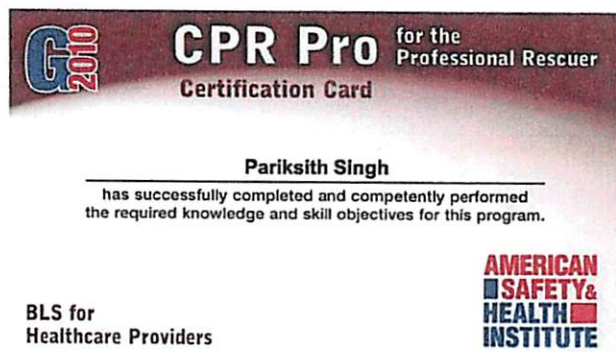 G2010
CPR Pro for the
Professional Rescuer
Certification Card
Pariksith Singh
has successfully completed and competently performed
the required knowledge and skill objectives for this program.
AMERICAN
SAFETY&
HEALTH
INSTITUTE
BLS for
Healthcare Providers